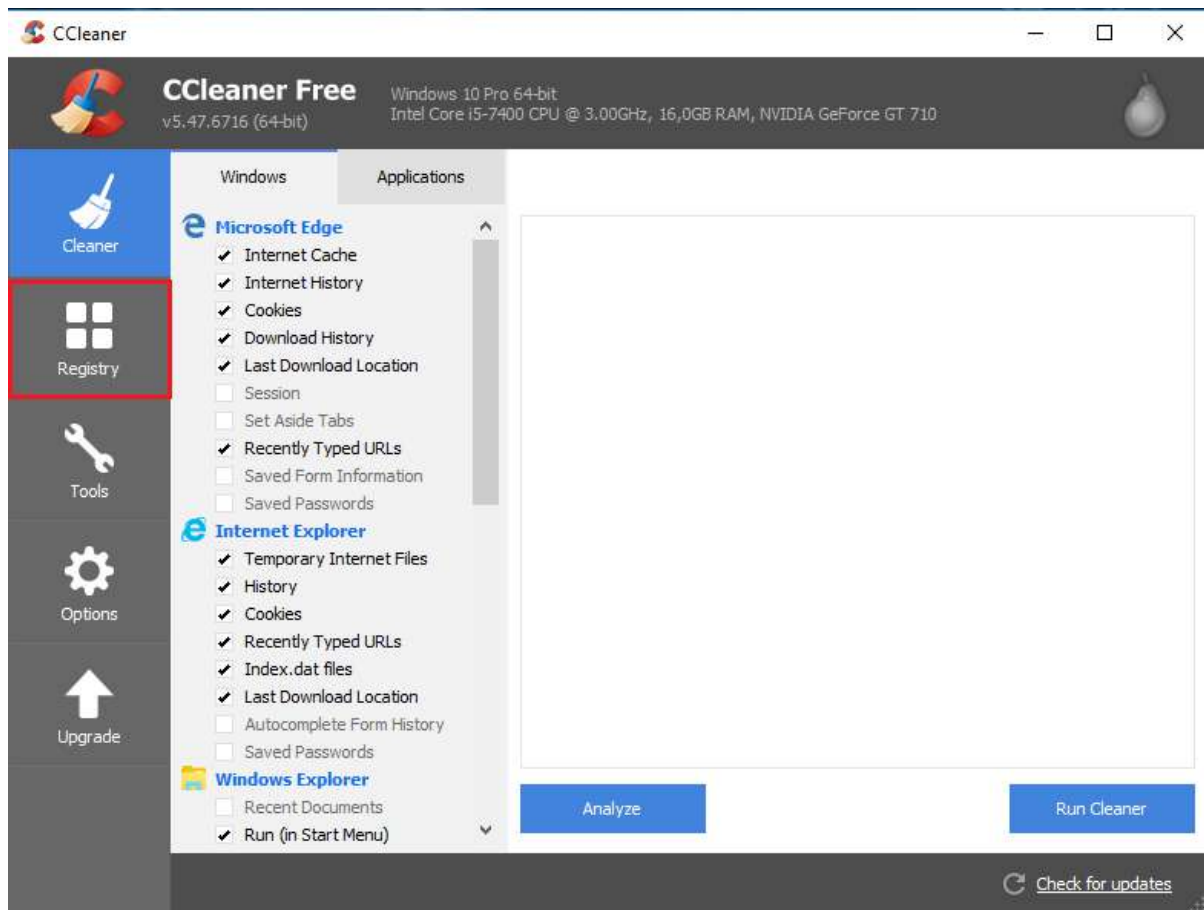 CCleaner
CCleaner Free
v5.47.6716 (64-bit)
Windows 10 Pro 64-bit
Intel Core i5-7400 CPU @ 3.00GHz, 16,0GB RAM, NVIDIA GeForce GT 710
Cleaner
Registry
Tools
Options
Upgrade
Windows
Applications
Microsoft Edge
Internet Cache
Internet History
Cookies
Download History
Last Download Location
Session
Set Aside Tabs
Recently Typed URLs
Saved Form Information
Saved Passwords
Internet Explorer
Temporary Internet Files
History
Cookies
Recently Typed URLs
Index.dat files
Last Download Location
Autocomplete Form History
Saved Passwords
Windows Explorer
Recent Documents
Run (in Start Menu)
Analyze
Run Cleaner
Check for updates